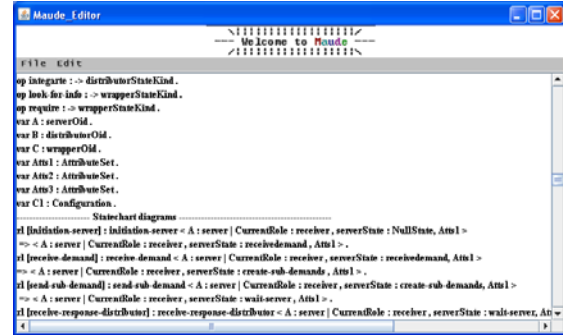 Maude_Editor
\||||||||||||||||||/
--- Welcome to Maude ---
/||||||||||||||||||\
File Edit
op integarte : -> distributorStateKind .
op look-for-info : -> wrapperStateKind .
op require : -> wrapperStateKind .
var A : serverOid .
var B : distributorOid .
var C : wrapperOid .
var Atts1 : AttributeSet .
var Atts2 : AttributeSet .
var Atts3 : AttributeSet .
var C1 : Configuration .
---------------------- Statechart diagrams --------------------------------------------
rl [initiation-server] : initiation-server < A : server | CurrentRole : receiver , serverState : NullState, Atts1 >
=> < A : server | CurrentRole : receiver , serverState : receivedemand , Atts1 > .
rl [receive-demand] : receive-demand < A : server | CurrentRole : receiver , serverState : receivedemand, Atts1 >
=> < A : server | CurrentRole : receiver , serverState : create-sub-demands , Atts1 > .
rl [send-sub-demand] : send-sub-demand < A : server | CurrentRole : receiver , serverState : create-sub-demands, Atts1 >
=> < A : server | CurrentRole : receiver , serverState : wait-server , Atts1 > .
rl [receive-response-distributor] : receive-response-distributor < A : server | CurrentRole : receiver , serverState : wait-server, At